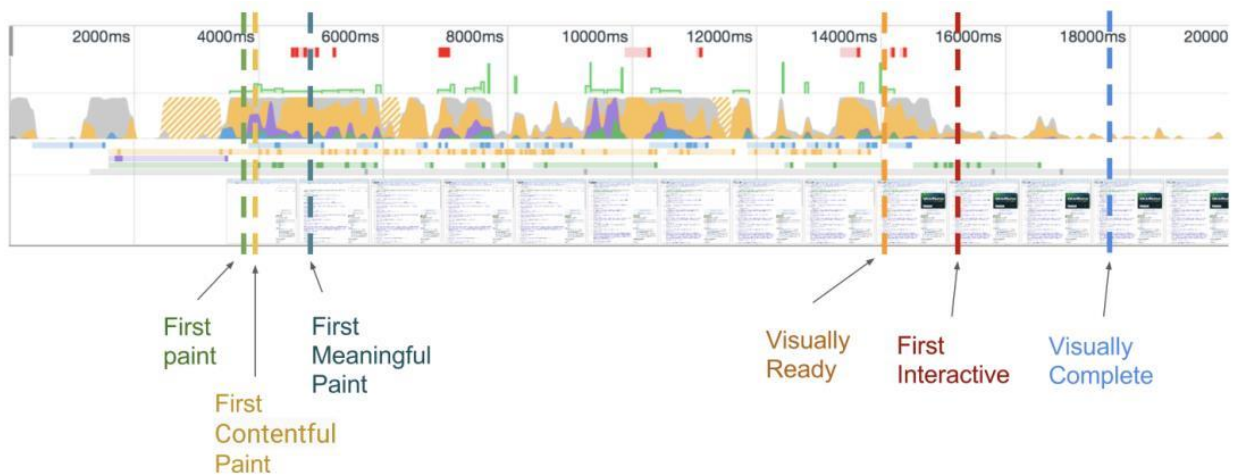 2000ms 4000ms 6000ms 8000ms 10000ms 12000ms 14000ms 16000ms 18000ms 20000
First
paint
First
Contentful
Paint
First
Meaningful
Paint
Visually
Ready
First
Interactive
Visually
Complete